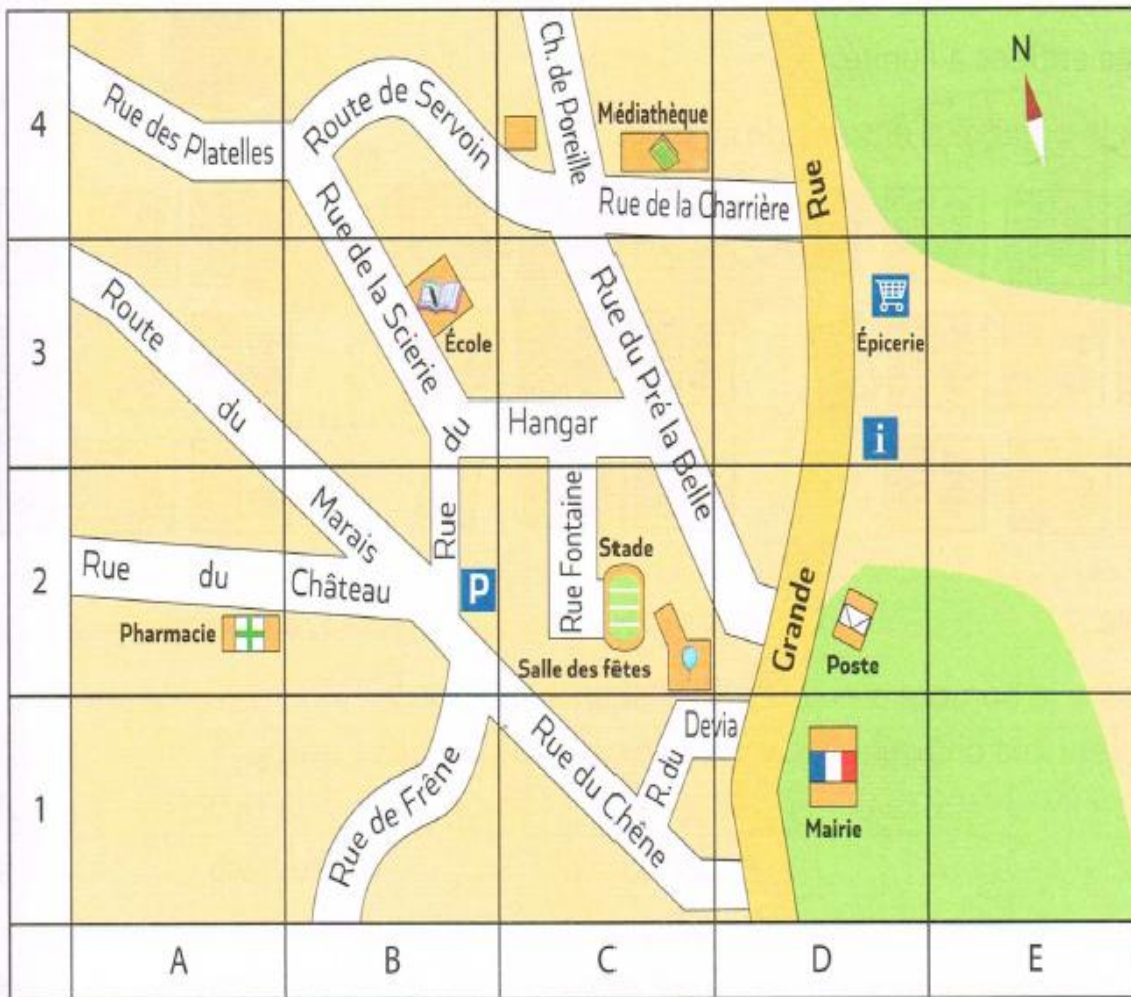 es
Ch. de Poreille
N
4
Rue des Platelles
Route de Servoin
Médiathèque
Rue de la Charrière
Rue
3
Route
du
Rue de la Scierie
École
Rue du Pré la Belle
Épicerie
i
du
Hangar
2
Marais
Rue
Rue Fontaine
Stade
Rue
du
Château
P
Pharmacie
Salle des fêtes
Grande
Poste
1
Rue de Frêne
Rue du Chêne
R. du
Devia
Mairie
A
B
C
D
E